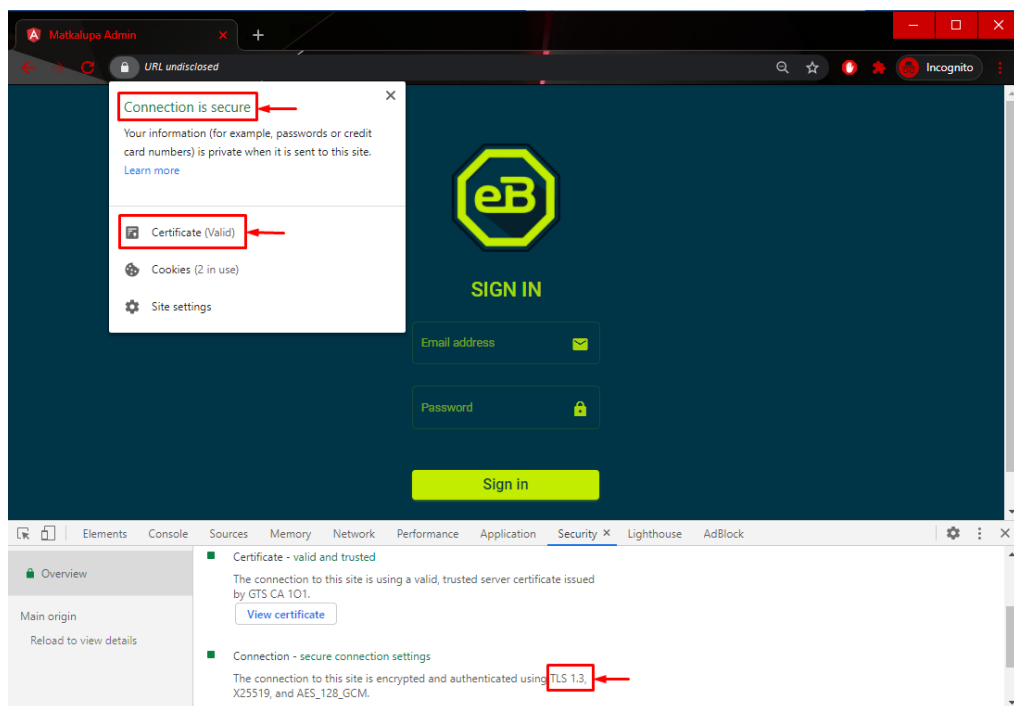 Matkalupa Admin
URL undisclosed
Incognito
Connection is secure
Your information (for example, passwords or credit
card numbers) is private when it is sent to this site.
Learn more
Certificate (Valid)
Cookies (2 in use)
Site settings
eB
SIGN IN
Email address
Password
Sign in
Elements Console Sources Memory Network Performance Application Security Lighthouse AdBlock
Overview
Main origin
Reload to view details
Certificate - valid and trusted
The connection to this site is using a valid, trusted server certificate issued
by GTS CA 1O1.
View certificate
Connection - secure connection settings
The connection to this site is encrypted and authenticated using TLS 1.3,
X25519, and AES_128_GCM.